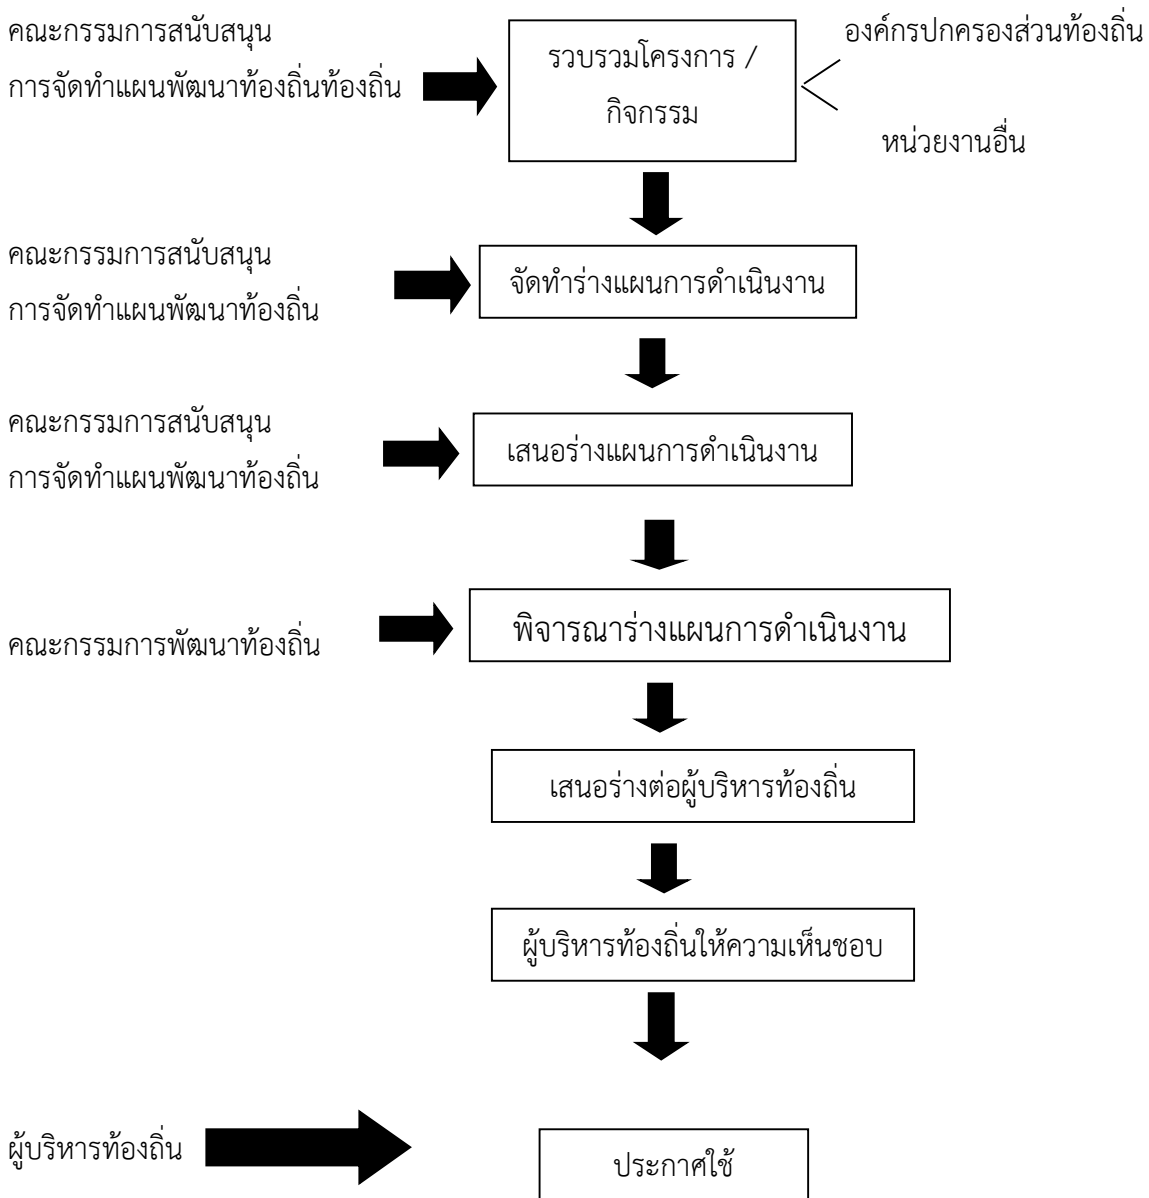 คณะกรรมการสนับสนุน
การจัดทำแผนพัฒนาท้องถิ่นท้องถิ่น
รวบรวมโครงการ /
กิจกรรม
องค์กรปกครองส่วนท้องถิ่น
หน่วยงานอื่น
คณะกรรมการสนับสนุน
การจัดทำแผนพัฒนาท้องถิ่น
จัดทำร่างแผนการดำเนินงาน
คณะกรรมการสนับสนุน
การจัดทำแผนพัฒนาท้องถิ่น
เสนอร่างแผนการดำเนินงาน
คณะกรรมการพัฒนาท้องถิ่น
พิจารณาร่างแผนการดำเนินงาน
เสนอร่างต่อผู้บริหารท้องถิ่น
ผู้บริหารท้องถิ่นให้ความเห็นชอบ
ผู้บริหารท้องถิ่น
ประกาศใช้